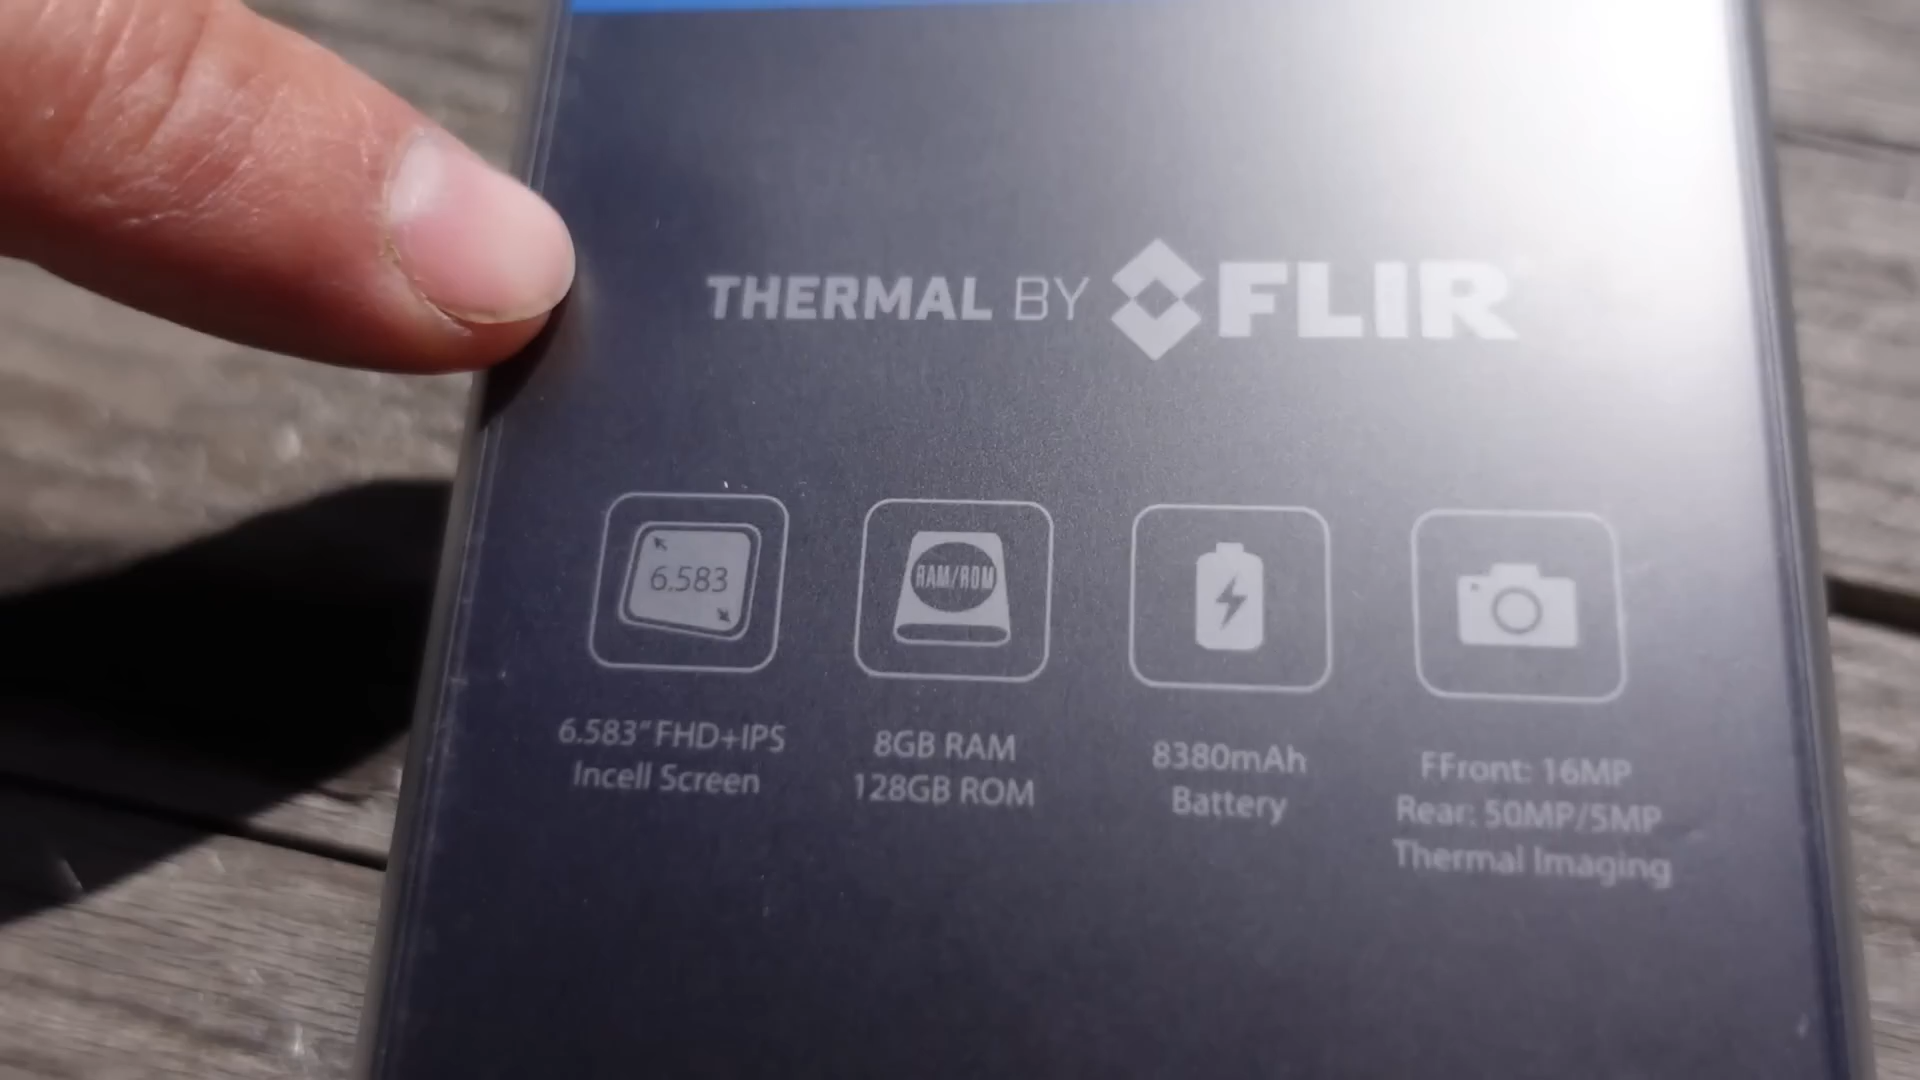 THERMAL BY FLIR
6.583
RAM/ROM
6.583" FHD+IPS
Incell Screen
8GB RAM
128GB ROM
8380mAh
Battery
FFront: 16MP
Rear: 50MP/5MP
Thermal Imaging